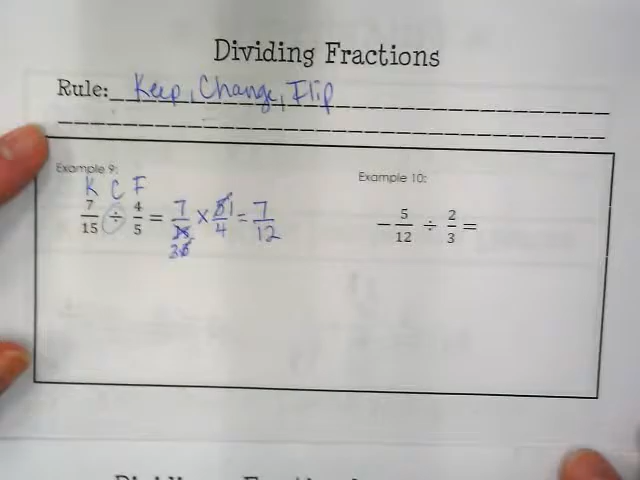 Dividing Fractions
Rule: Keep, Change, Flip
Example 9:
K C F
7/15 ÷ 4/5 = 7/15 3 × 5 1/4 = 7/12
Example 10:
- 5/12 ÷ 2/3 =